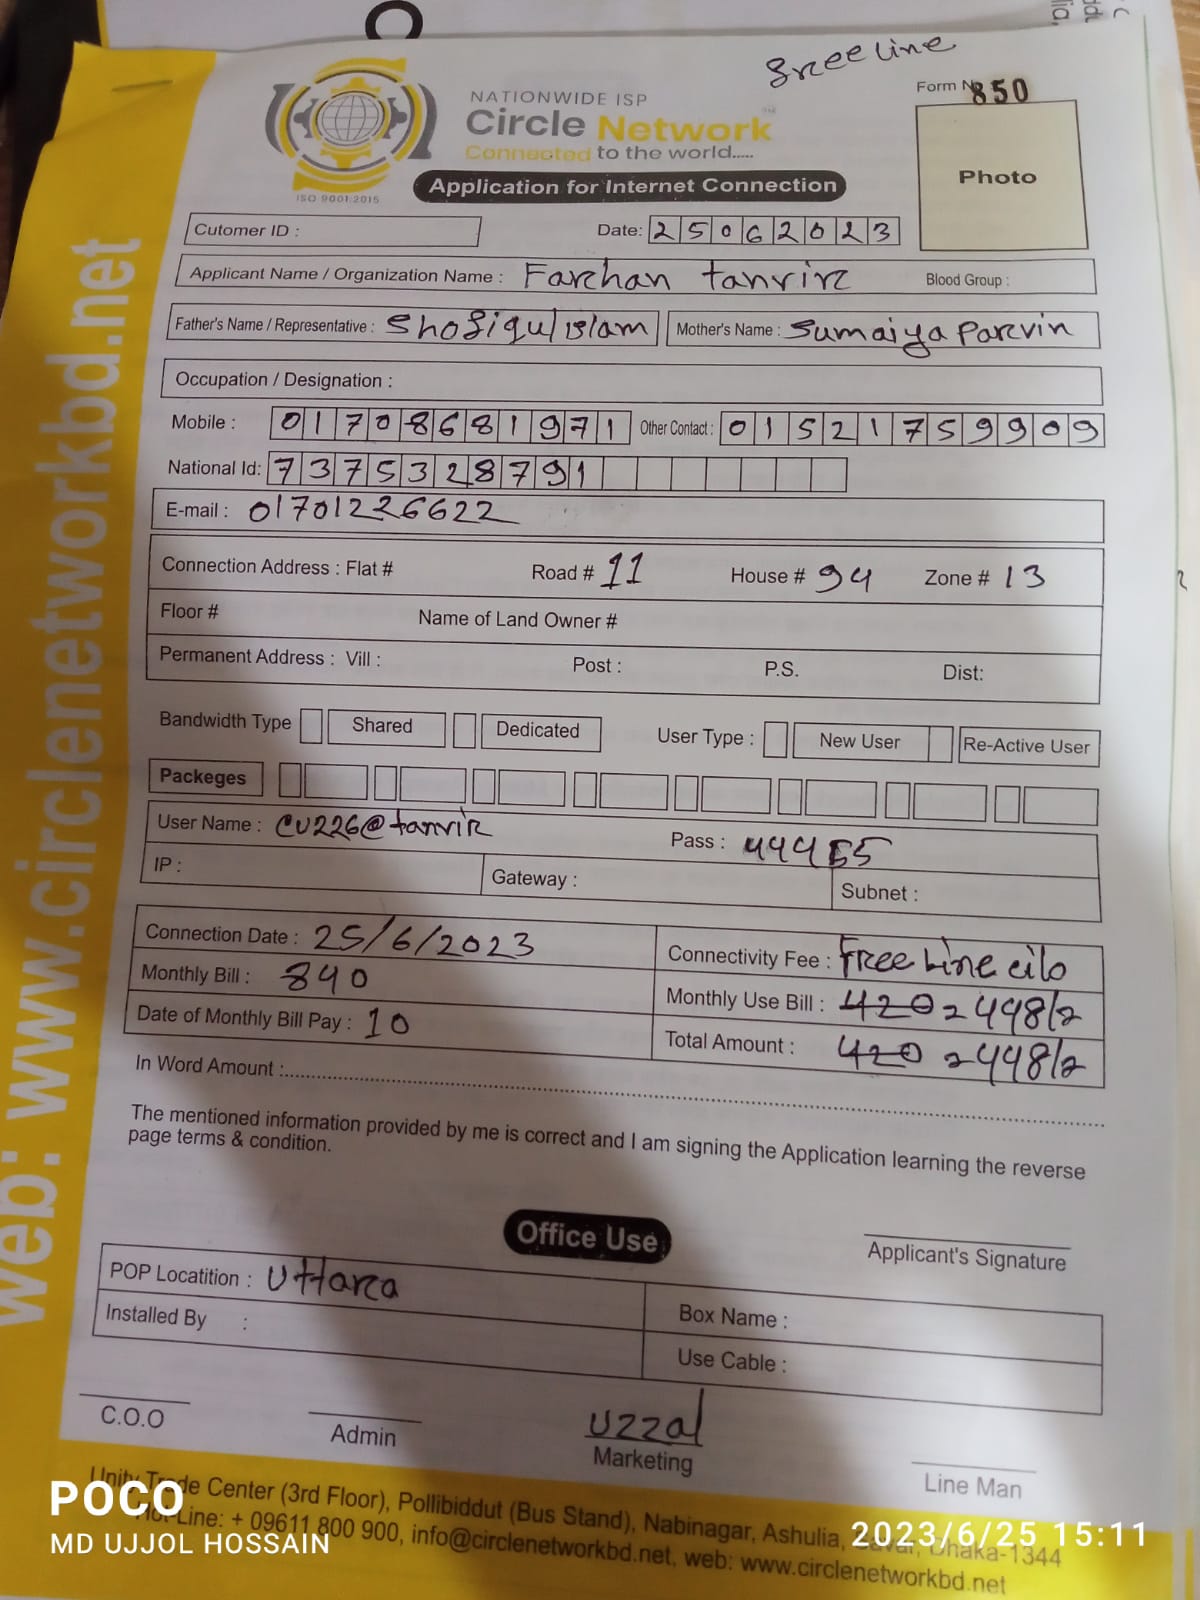 free Line
Form N 850
NATIONWIDE ISP
Circle Network
Connected to the world.....
ISO 9001:2015
Photo
Application for Internet Connection
Cutomer ID :
Date: 25062023
Applicant Name / Organization Name : Farhan tanvir Blood Group :
Father's Name / Representative : Shofiqul islam Mother's Name : Sumaiya Parvin
Occupation / Designation :
Mobile : 01708681971 Other Contact : 01521759909
National Id: 7375328791
E-mail : 01701226622
Connection Address : Flat # Road # 11 House # 94 Zone # 13
Floor # Name of Land Owner #
Permanent Address : Vill : Post : P.S. Dist:
Bandwidth Type Shared Dedicated User Type : New User Re-Active User
Packeges
User Name : CU226@tanvir Pass : 44455
IP : Gateway : Subnet :
Connection Date : 25/6/2023 Connectivity Fee : Free Line
Monthly Bill : 840 Monthly Use Bill : 420 448/2
Date of Monthly Bill Pay : 10 Total Amount : 420 448/2
In Word Amount :
The mentioned information provided by me is correct and I am signing the Application learning the reverse
page terms & condition.
Office Use
Applicant's Signature
POP Locatition : Uttara
Box Name :
Installed By :
Use Cable :
C.O.O
Admin
Uzzal
Marketing
Line Man
Unity Trade Center (3rd Floor), Pollibiddut (Bus Stand), Nabinagar, Ashulia, Dhaka-1344
Line: + 09611 800 900, info@circlenetworkbd.net, web: www.circlenetworkbd.net
web: www.circlenetworkbd.net
POCO
MD UJJOL HOSSAIN
2023/6/25 15:11